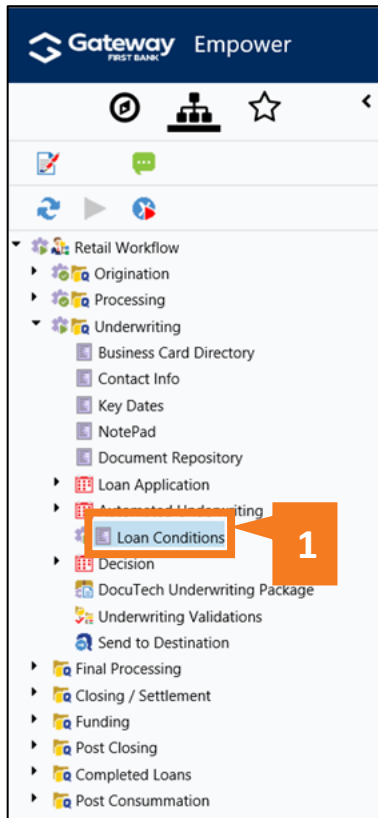 Gateway Empower
FIRST BANK
Retail Workflow
Origination
Processing
Underwriting
Business Card Directory
Contact Info
Key Dates
NotePad
Document Repository
Loan Application
Automated Underwriting
Loan Conditions
1
Decision
DocuTech Underwriting Package
Underwriting Validations
Send to Destination
Final Processing
Closing / Settlement
Funding
Post Closing
Completed Loans
Post Consummation